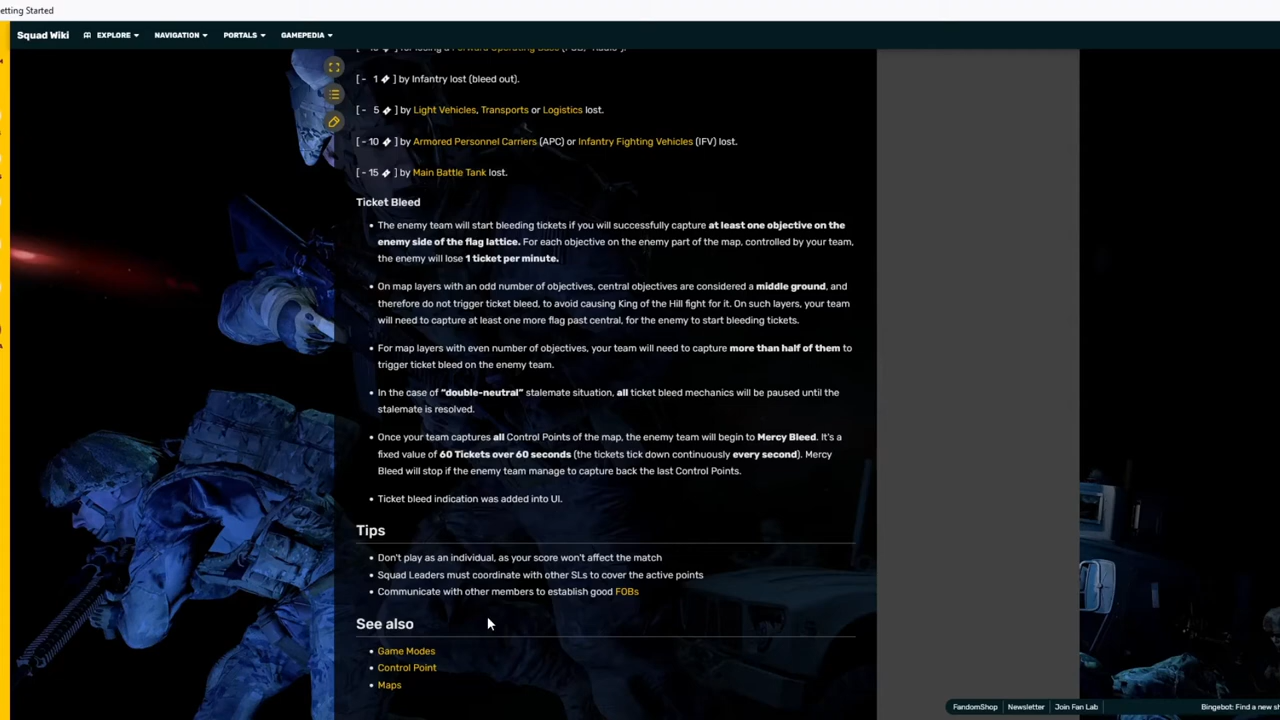 etting Started
Squad Wiki EXPLORE NAVIGATION PORTALS GAMEPEDIA
[ - 1 ] by Infantry lost (bleed out).
[ - 5 ] by Light Vehicles, Transports or Logistics lost.
[ - 10 ] by Armored Personnel Carriers (APC) or Infantry Fighting Vehicles (IFV) lost.
[ - 15 ] by Main Battle Tank lost.
Ticket Bleed
• The enemy team will start bleeding tickets if you will successfully capture at least one objective on the
enemy side of the flag lattice. For each objective on the enemy part of the map, controlled by your team,
the enemy will lose 1 ticket per minute.
• On map layers with an odd number of objectives, central objectives are considered a middle ground, and
therefore do not trigger ticket bleed, to avoid causing King of the Hill fight for it. On such layers, your team
will need to capture at least one more flag past central, for the enemy to start bleeding tickets.
• For map layers with even number of objectives, your team will need to capture more than half of them to
trigger ticket bleed on the enemy team.
• In the case of “double-neutral” stalemate situation, all ticket bleed mechanics will be paused until the
stalemate is resolved.
• Once your team captures all Control Points of the map, the enemy team will begin to Mercy Bleed. It's a
fixed value of 60 Tickets over 60 seconds (the tickets tick down continuously every second). Mercy
Bleed will stop if the enemy team manage to capture back the last Control Points.
• Ticket bleed indication was added into UI.
Tips
• Don't play as an individual, as your score won't affect the match
• Squad Leaders must coordinate with other SLs to cover the active points
• Communicate with other members to establish good FOBs
See also
• Game Modes
• Control Point
• Maps
FandomShop Newsletter Join Fan Lab Bingebot: Find a new sh